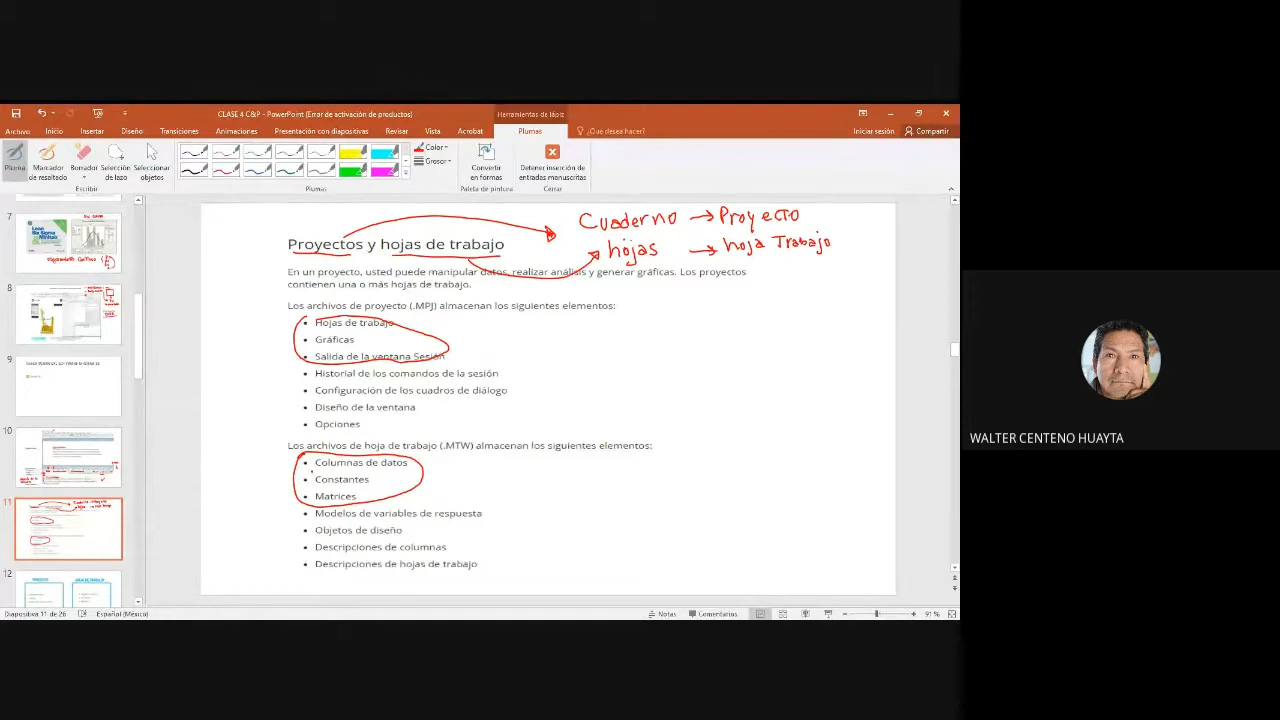 CLASE 4 C&P - PowerPoint (Error de activación de productos)
Herramientas de lápiz
Archivo Inicio Insertar Diseño Transiciones Animaciones Presentación con diapositivas Revisar Vista Acrobat Plumas ¿Qué desea hacer? Iniciar sesión Compartir
Pluma Marcador de resaltado Borrador Selección de lazo Seleccionar objetos
Color
Grosor
Convertir en formas
Detener inserción de entradas manuscritas
Escribir Plumas Paleta de pintura Cerrar
7
8
9
10
11
12
Cuaderno → Proyecto
hojas → hoja Trabajo
Proyectos y hojas de trabajo
En un proyecto, usted puede manipular datos, realizar análisis y generar gráficas. Los proyectos
contienen una o más hojas de trabajo.
Los archivos de proyecto (.MPJ) almacenan los siguientes elementos:
• Hojas de trabajo
• Gráficas
• Salida de la ventana Sesión
• Historial de los comandos de la sesión
• Configuración de los cuadros de diálogo
• Diseño de la ventana
• Opciones
Los archivos de hoja de trabajo (.MTW) almacenan los siguientes elementos:
• Columnas de datos
• Constantes
• Matrices
• Modelos de variables de respuesta
• Objetos de diseño
• Descripciones de columnas
• Descripciones de hojas de trabajo
Diapositiva 11 de 26 Español (México) Notas Comentarios 91 %
WALTER CENTENO HUAYTA